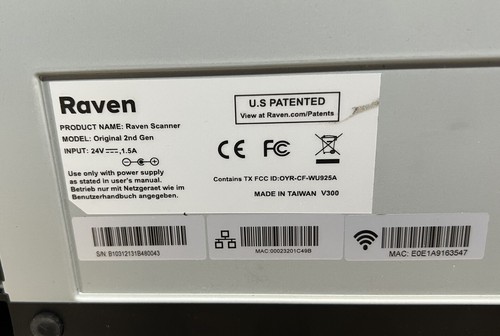 Raven
U.S PATENTED
View at Raven.com/Patents
PRODUCT NAME: Raven Scanner
MODEL: Original 2nd Gen
INPUT: 24V⎓,1.5A
CE FC
Use only with power supply
as stated in user's manual.
Betrieb nur mit Netzgeraet wie im
Benutzerhandbuch angegeben.
Contains TX FCC ID:OYR-CF-WU925A
MADE IN TAIWAN V300
S/N: B10312131B480043
MAC:00023201C49B
MAC: E0E1A9163547